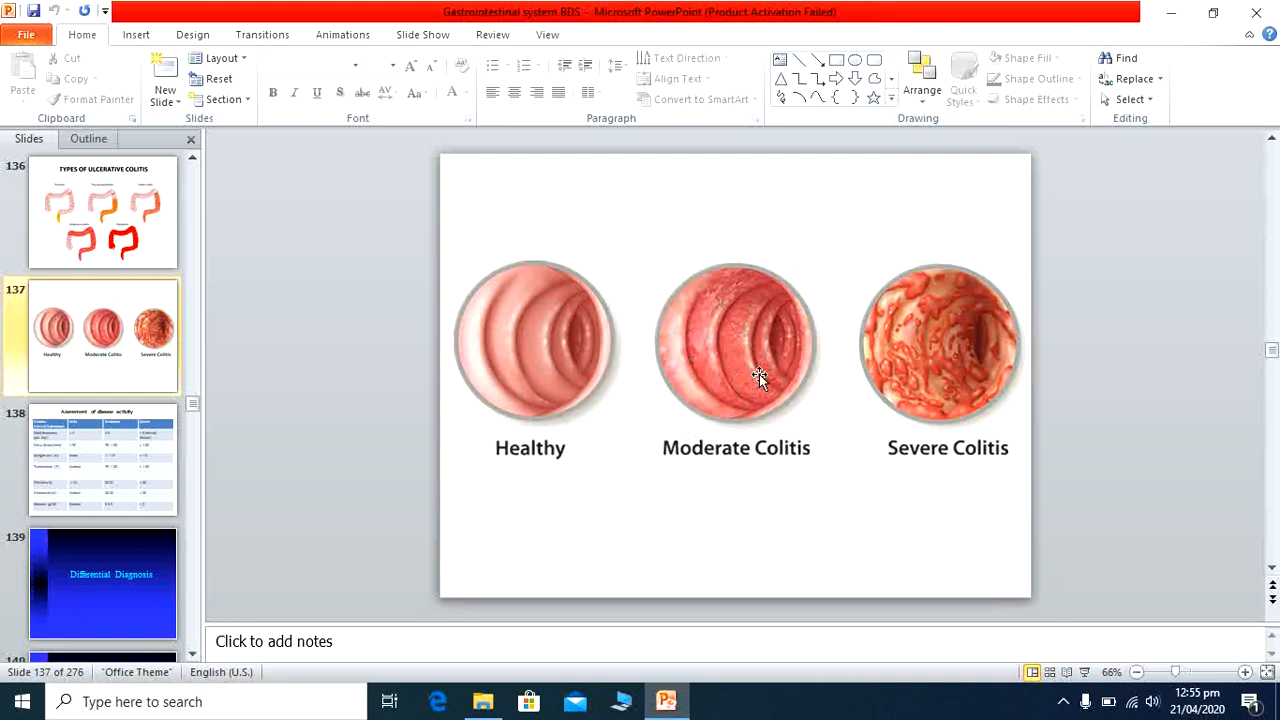 Gastrointestinal system BDS - Microsoft PowerPoint (Product Activation Failed)
File Home Insert Design Transitions Animations Slide Show Review View
Paste
Cut
Copy
Format Painter
Clipboard
New Slide
Layout
Reset
Section
Slides
B I U S abc AV Aa A
Font
Text Direction
Align Text
Convert to SmartArt
Paragraph
Arrange
Quick Styles
Shape Fill
Shape Outline
Shape Effects
Drawing
Find
Replace
Select
Editing
Slides Outline
136
TYPES OF ULCERATIVE COLITIS
137
Healthy Moderate Colitis Severe Colitis
138
Assessment of disease activity
139
Differential Diagnosis
Healthy Moderate Colitis Severe Colitis
Click to add notes
Slide 137 of 276 "Office Theme" English (U.S.) 66%
Type here to search
12:55 pm
21/04/2020